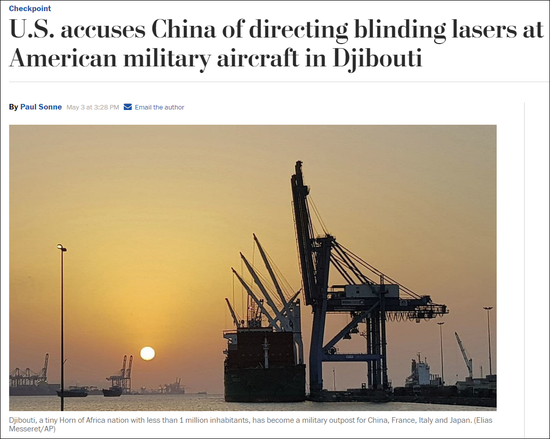 Checkpoint
U.S. accuses China of directing blinding lasers at
American military aircraft in Djibouti
By Paul Sonne May 3 at 3:28 PM Email the author
Djibouti, a tiny Horn of Africa nation with less than 1 million inhabitants, has become a military outpost for China, France, Italy and Japan. (Elias
Messeret/AP)